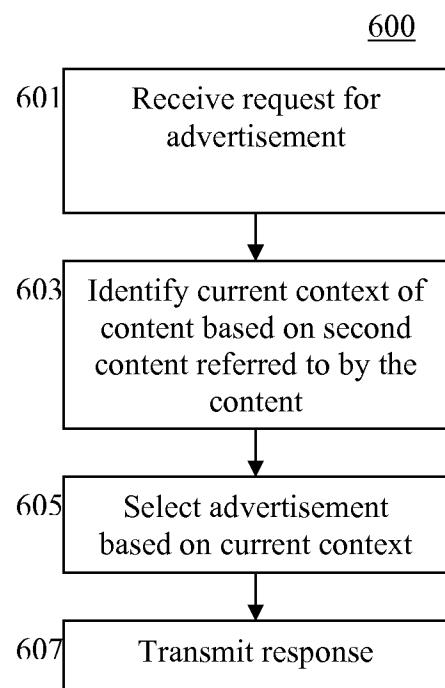 600
601
Receive request for
advertisement
603
Identify current context of
content based on second
content referred to by the
content
605
Select advertisement
based on current context
607
Transmit response